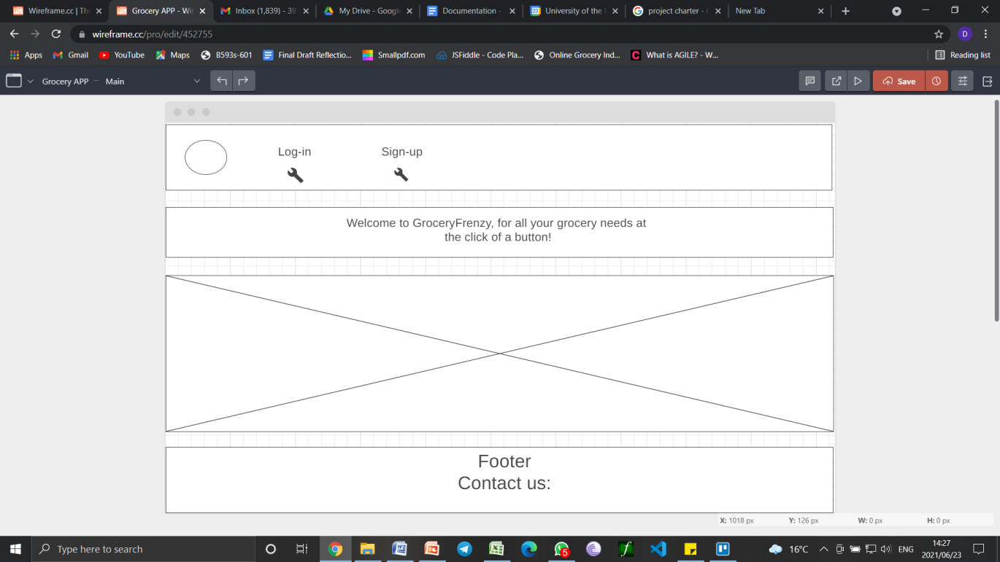 Wireframe.cc | The
Grocery APP - Wir
Inbox (1,839) - 39
My Drive - Google
Documentation -
University of the W
project charter - G
New Tab
wireframe.cc/pro/edit/452755
Apps
Gmail
YouTube
Maps
B593s-601
Final Draft Reflectio...
Smallpdf.com
JSFiddle - Code Pla...
Online Grocery Ind...
What is AGILE? - W...
Reading list
Grocery APP — Main
Save
Log-in
Sign-up
Welcome to GroceryFrenzy, for all your grocery needs at
the click of a button!
Footer
Contact us:
X: 1018 px
Y: 126 px
W: 0 px
H: 0 px
Type here to search
16°C
ENG
14:27
2021/06/23